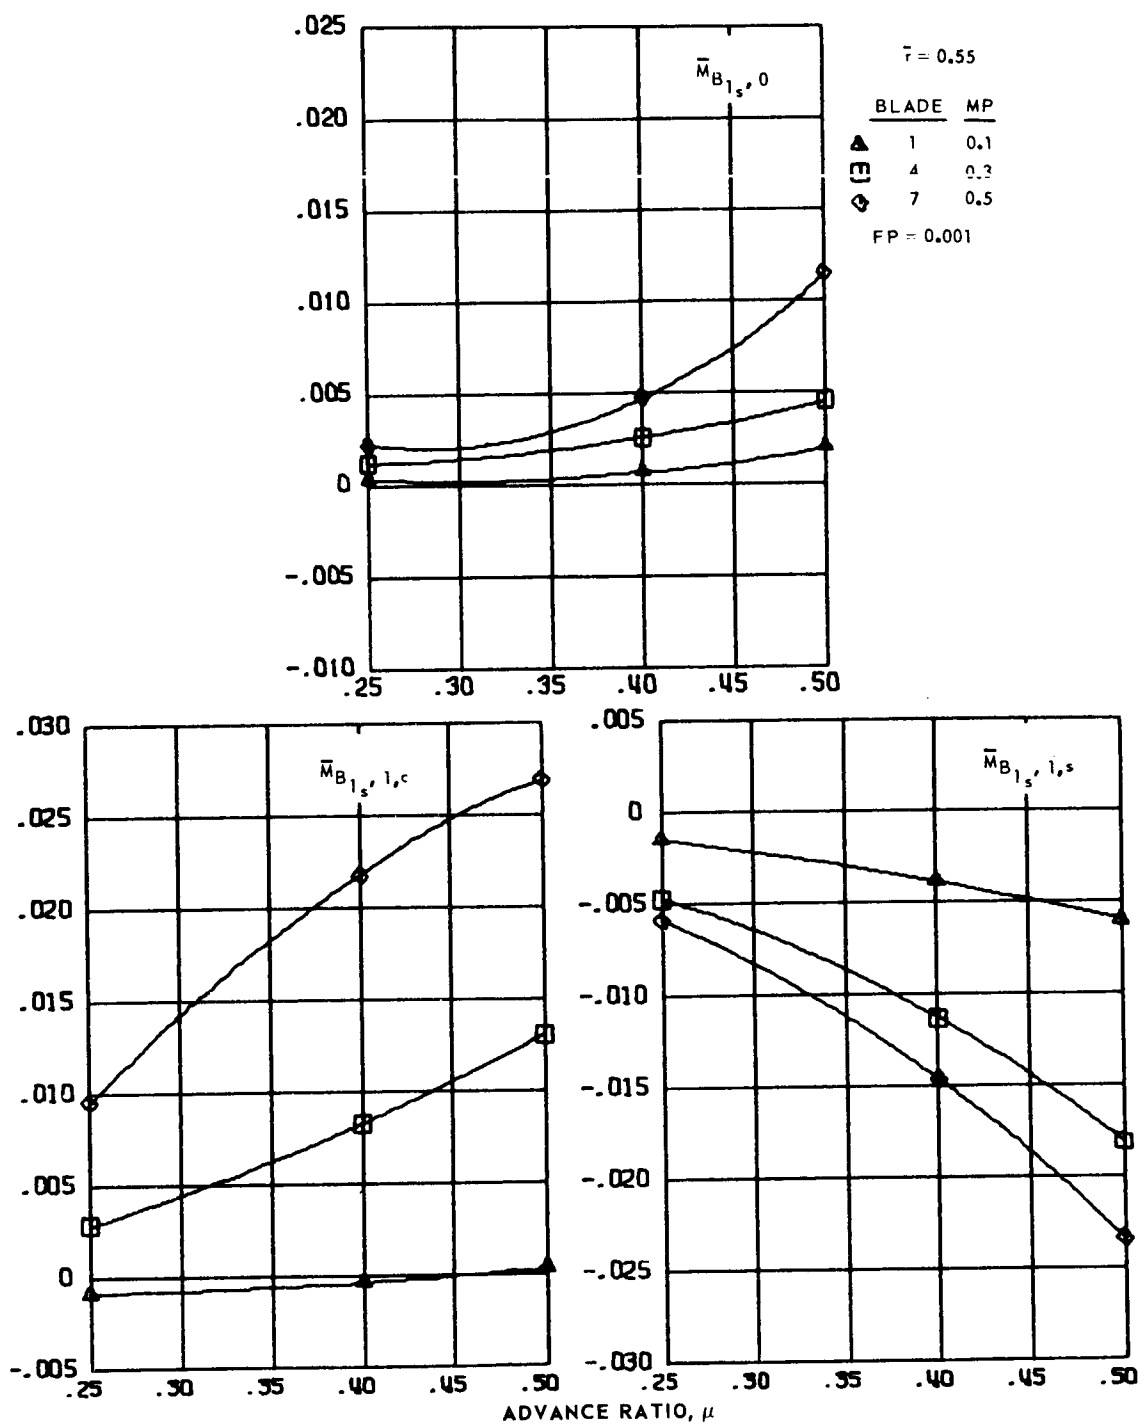 .025
.020
.015
.010
.005
0
-.005
-.010
.25 .30 .35 .40 .45 .50
M̄B1s, 0
r̄ = 0.55
BLADE MP
1 0.1
4 0.3
7 0.5
FP = 0.001
.030
.025
.020
.015
.010
.005
0
-.005
.25 .30 .35 .40 .45 .50
M̄B1s, 1,c
.005
0
-.005
-.010
-.015
-.020
-.025
-.030
.25 .30 .35 .40 .45 .50
M̄B1s, 1,s
ADVANCE RATIO, μ